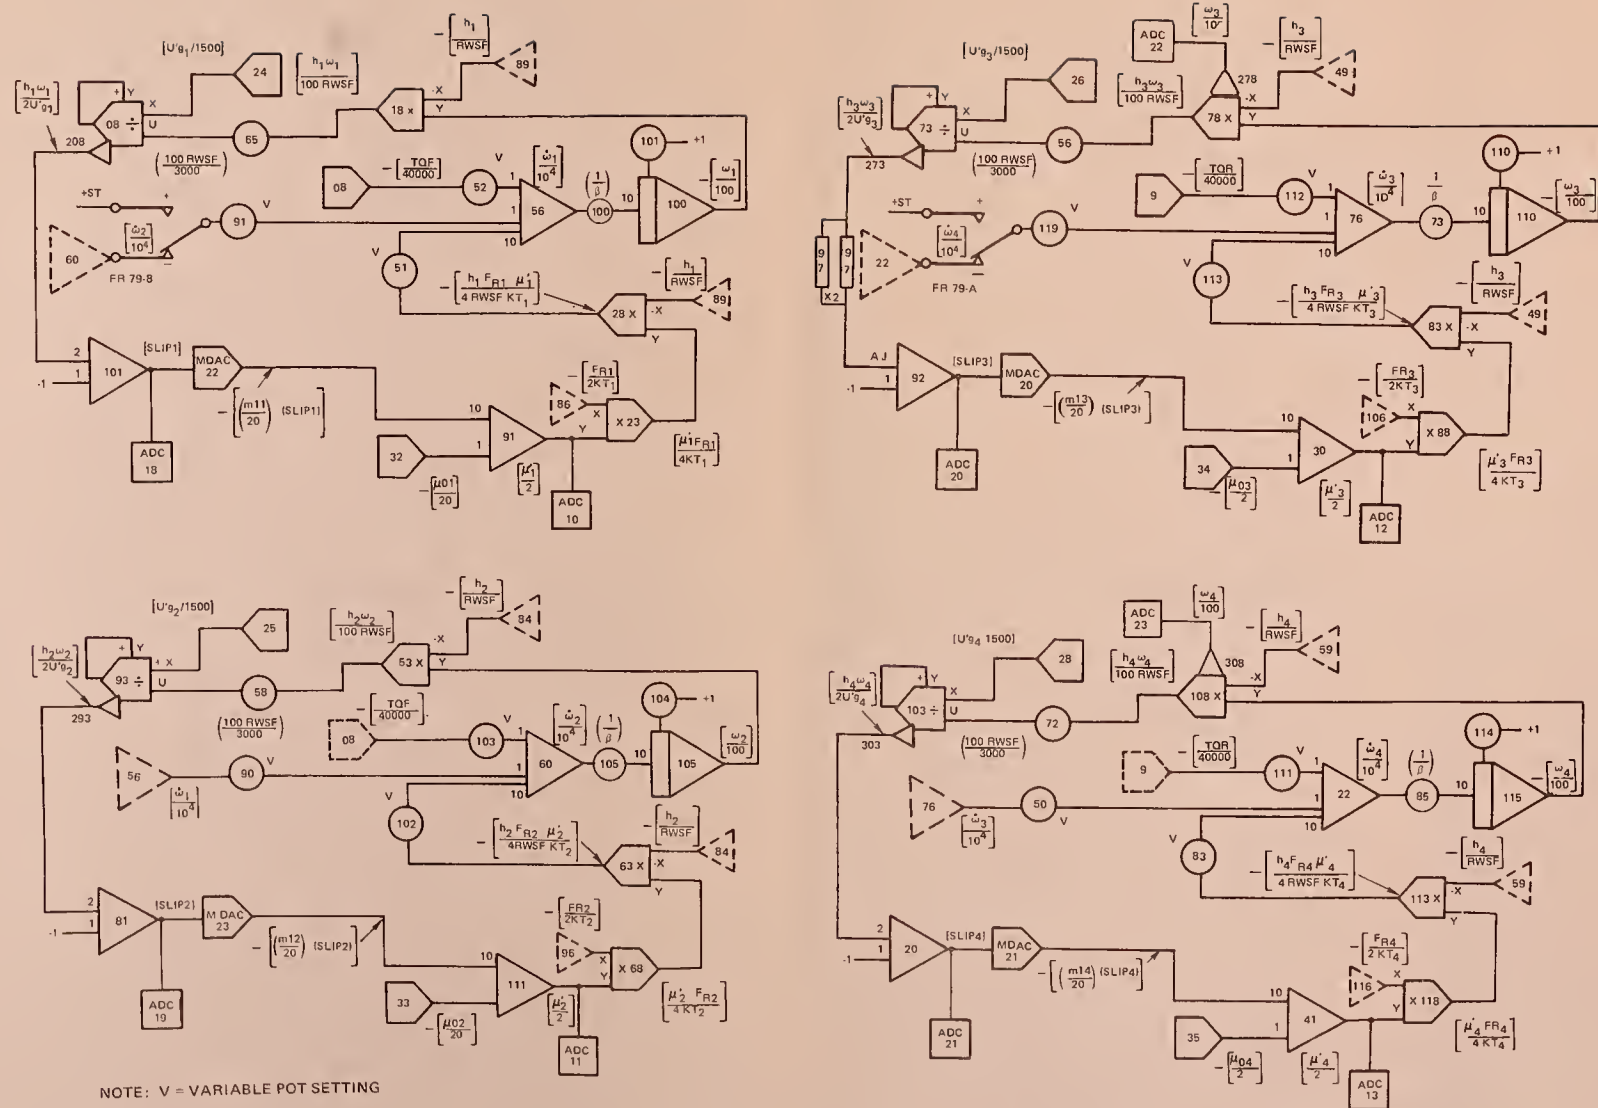 [U'g1/1500]
24
[h1ω1 / 100 RWSF]
-[h1 / RWSF]
89
[h1ω1 / 2U'g1]
+ Y
X
08 ÷
U
208
65
18 X
-X
Y
(100 RWSF / 3000)
08
-[TQF / 40000]
V
52
1
[ω̇1 / 10⁴]
56
(1/β)
100
10
101
+1
100
-[ω1 / 100]
+ST
+
91
V
1
10
60
[ω̇2 / 10⁴]
–
FR 79-B
V
51
-[h1 FR1 μ'1 / 4 RWSF KT1]
-[h1 / RWSF]
89
28 X
-X
Y
2
1
-1
101
[SLIP1]
MDAC 22
-[(m11/20) (SLIP1)]
ADC 18
-[FR1 / 2KT1]
86
X
Y
X 23
10
1
91
32
-[μ01 / 20]
[μ'1 / 2]
ADC 10
[μ'1 FR1 / 4KT1]
[U'g3/1500]
26
ADC 22
278
-[h3 / RWSF]
49
[h3ω3 / 100 RWSF]
[h3ω3 / 2U'g3]
+ Y
X
73 ÷
U
273
56
78 X
-X
Y
(100 RWSF / 3000)
9
-[TQR / 40000]
V
112
1
[ω̇3 / 10⁴]
76
1/β
73
10
110
+1
110
-[ω3 / 100]
+ST
+
119
V
1
10
22
[ω̇4 / 10⁴]
–
FR 79-A
97
97
X2
V
113
-[h3 FR3 μ'3 / 4 RWSF KT3]
-[h3 / RWSF]
49
83 X
-X
Y
AJ
1
-1
92
[SLIP3]
MDAC 20
-[(m13/20) (SLIP3)]
ADC 20
-[FR3 / 2KT3]
106
X
Y
X 88
10
1
30
34
-[μ03 / 2]
[μ'3 / 2]
ADC 12
[μ'3 FR3 / 4 KT3]
[U'g2/1500]
25
[h2ω2 / 100 RWSF]
-[h2 / RWSF]
84
[h2ω2 / 2U'g2]
+ Y
+ X
93 ÷
U
293
58
53 X
-X
Y
(100 RWSF / 3000)
-[TQF / 40000]
08
103
V
1
[ω̇2 / 10⁴]
60
(1/β)
105
10
104
+1
105
[ω2 / 100]
56
[ω̇1 / 10⁴]
90
V
1
10
V
102
-[h2 FR2 μ'2 / 4RWSF KT2]
-[h2 / RWSF]
84
63 X
-X
Y
2
1
-1
81
[SLIP2]
MDAC 23
-[(m12/20) (SLIP2)]
ADC 19
-[FR2 / 2KT2]
96
X
Y
X 68
10
111
33
-[μ02 / 20]
[μ'2 / 2]
ADC 11
[μ'2 FR2 / 4 KT2]
[U'g4 1500]
28
ADC 23
[ω4 / 100]
308
-[h4 / RWSF]
59
[h4ω4 / 100 RWSF]
[h4ω4 / 2U'g4]
+ Y
X
103 ÷
U
303
72
108 X
-X
Y
(100 RWSF / 3000)
9
-[TQR / 40000]
V
111
1
[ω̇4 / 10⁴]
22
(1/β)
85
10
114
+1
115
-[ω4 / 100]
76
[ω̇3 / 10⁴]
50
V
1
10
V
83
-[h4FR4 μ'4 / 4 RWSF KT4]
-[h4 / RWSF]
59
113 X
-X
Y
2
1
-1
20
[SLIP4]
MDAC 21
-[(m14/20) (SLIP4)]
ADC 21
-[FR4 / 2 KT4]
116
X
Y
X 118
10
1
41
35
-[μ04 / 2]
[μ'4 / 2]
ADC 13
[μ'4 FR4 / 4 KT4]
NOTE: V = VARIABLE POT SETTING